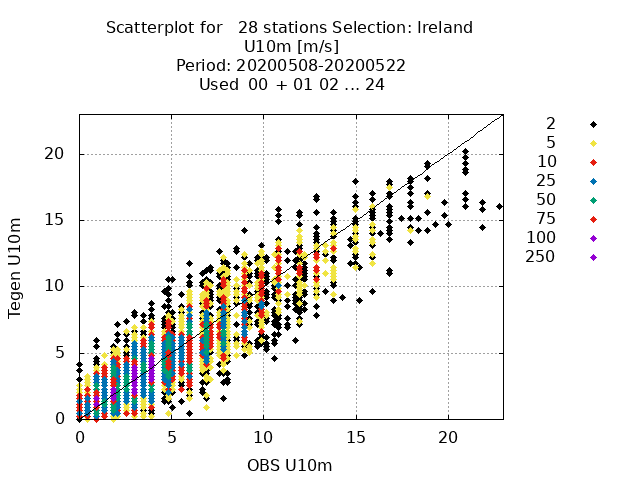 Scatterplot for 28 stations Selection: Ireland
U10m [m/s]
Period: 20200508-20200522
Used 00 + 01 02 ... 24
2
5
10
25
50
75
100
250
20
15
10
5
0
Tegen U10m
0 5 10 15 20
OBS U10m